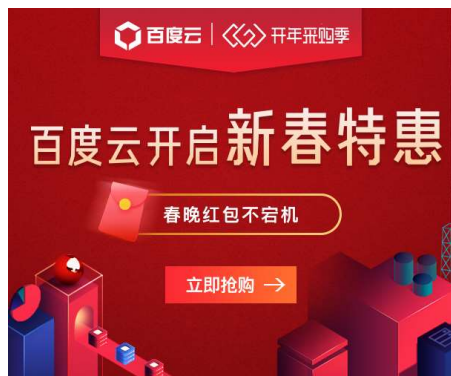 百度云 开年采购季
百度云开启新春特惠
春晚红包不宕机
立即抢购